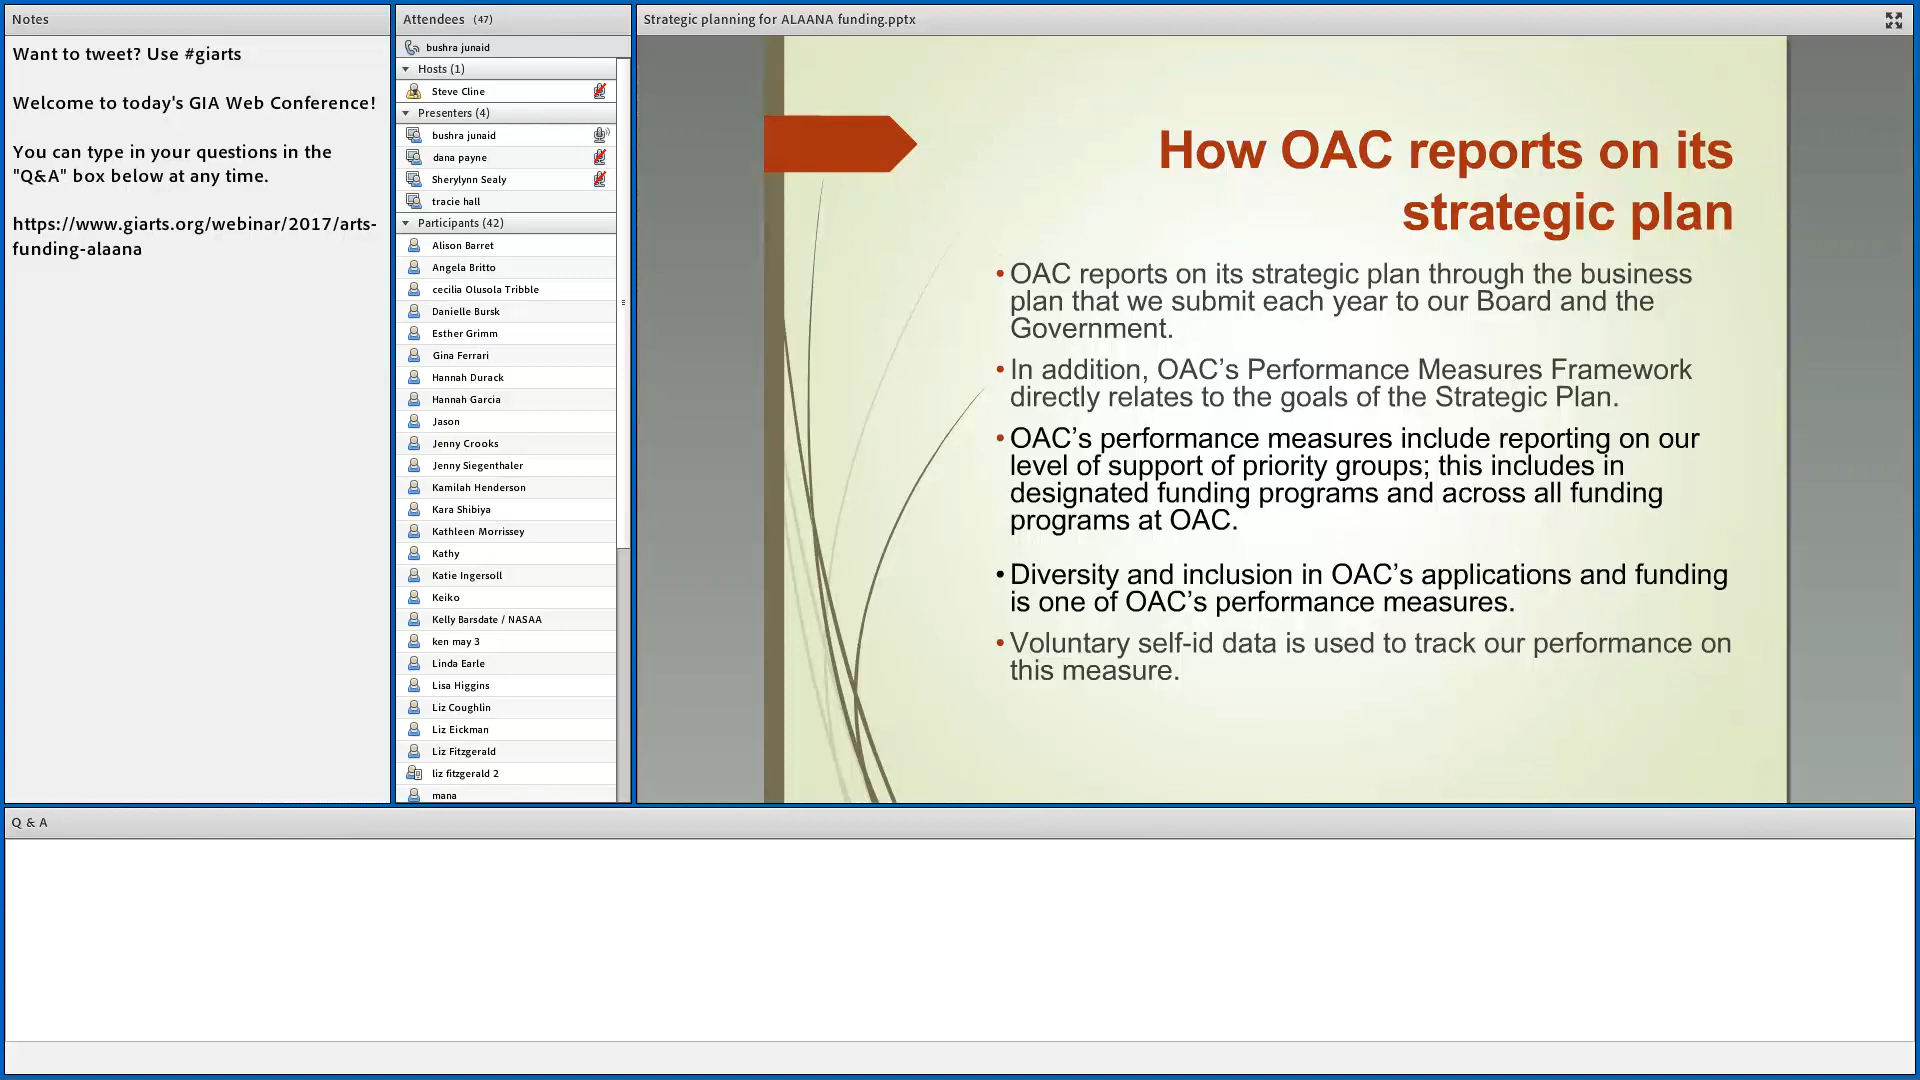 Notes
Want to tweet? Use #giarts
Welcome to today's GIA Web Conference!
You can type in your questions in the
"Q&A" box below at any time.
https://www.giarts.org/webinar/2017/arts-
funding-alaana
Attendees (47)
bushra junaid
Hosts (1)
Steve Cline
Presenters (4)
bushra junaid
dana payne
Sherylynn Sealy
tracie hall
Participants (42)
Alison Barret
Angela Britto
cecilia Olusola Tribble
Danielle Bursk
Esther Grimm
Gina Ferrari
Hannah Durack
Hannah Garcia
Jason
Jenny Crooks
Jenny Siegenthaler
Kamilah Henderson
Kara Shibiya
Kathleen Morrissey
Kathy
Katie Ingersoll
Keiko
Kelly Barsdate / NASAA
ken may 3
Linda Earle
Lisa Higgins
Liz Coughlin
Liz Eickman
Liz Fitzgerald
liz fitzgerald 2
mana
Strategic planning for ALAANA funding.pptx
How OAC reports on its
strategic plan
•OAC reports on its strategic plan through the business
plan that we submit each year to our Board and the
Government.
•In addition, OAC’s Performance Measures Framework
directly relates to the goals of the Strategic Plan.
•OAC’s performance measures include reporting on our
level of support of priority groups; this includes in
designated funding programs and across all funding
programs at OAC.
•Diversity and inclusion in OAC’s applications and funding
is one of OAC’s performance measures.
•Voluntary self-id data is used to track our performance on
this measure.
Q & A